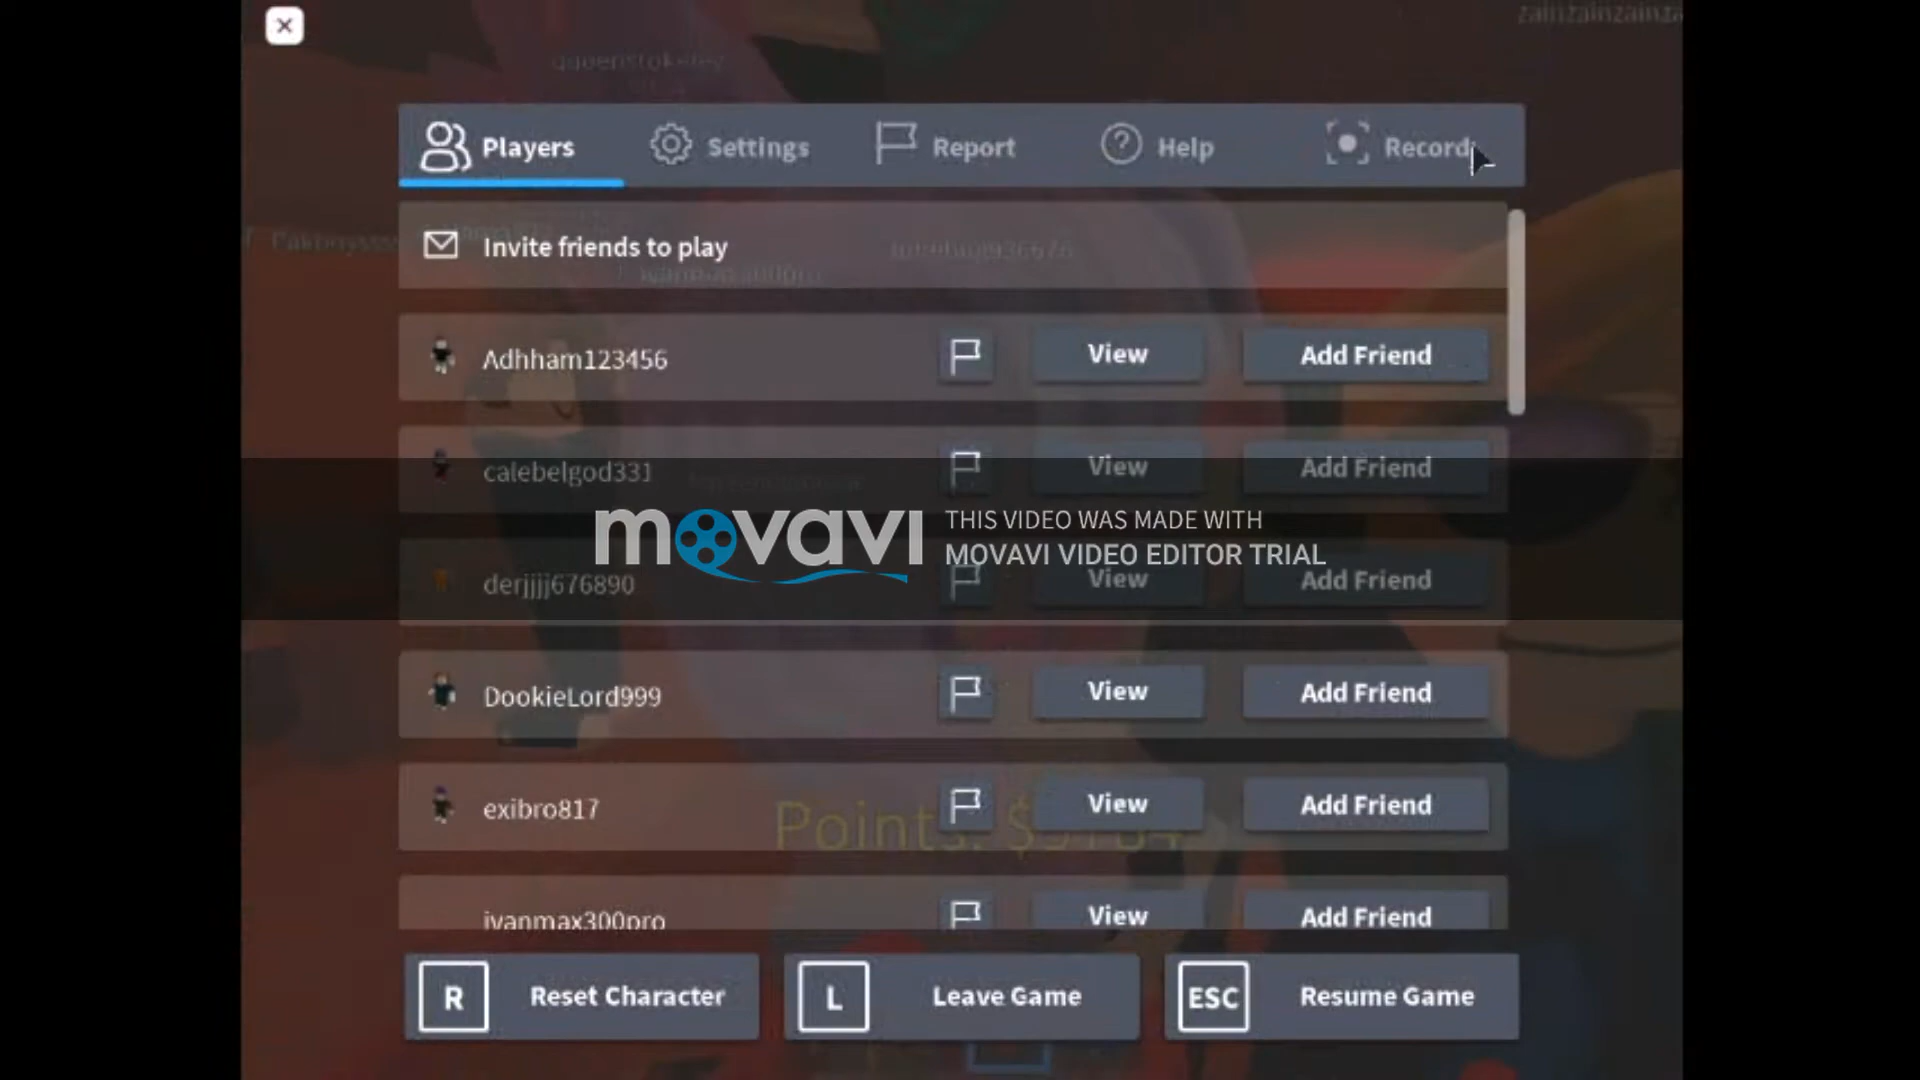 zainzainzainza
Players
Settings
Report
Help
Record
Invite friends to play
Adhham123456
View
Add Friend
calebelgod331
View
Add Friend
movavi
THIS VIDEO WAS MADE WITH
MOVAVI VIDEO EDITOR TRIAL
derjjjj676890
View
Add Friend
DookieLord999
View
Add Friend
exibro817
View
Add Friend
Points:
ivanmax300pro
View
Add Friend
R
Reset Character
L
Leave Game
ESC
Resume Game